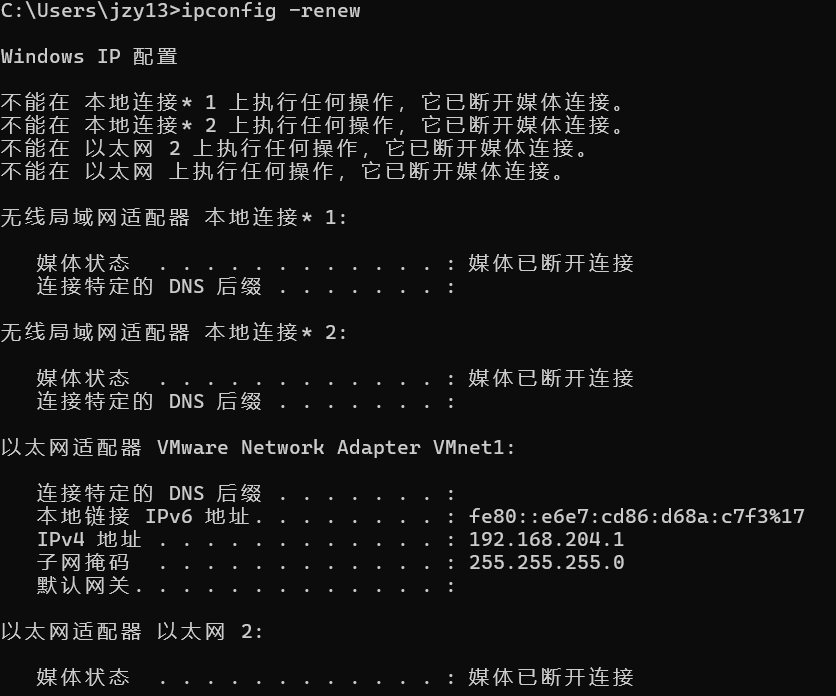 C:\Users\jzy13>ipconfig -renew
Windows IP 配置
不能在 本地连接* 1 上执行任何操作，它已断开媒体连接。
不能在 本地连接* 2 上执行任何操作，它已断开媒体连接。
不能在 以太网 2 上执行任何操作，它已断开媒体连接。
不能在 以太网 上执行任何操作，它已断开媒体连接。
无线局域网适配器 本地连接* 1:
媒体状态  . . . . . . . . . . . . : 媒体已断开连接
连接特定的 DNS 后缀 . . . . . . . :
无线局域网适配器 本地连接* 2:
媒体状态  . . . . . . . . . . . . : 媒体已断开连接
连接特定的 DNS 后缀 . . . . . . . :
以太网适配器 VMware Network Adapter VMnet1:
连接特定的 DNS 后缀 . . . . . . . :
本地链接 IPv6 地址. . . . . . . . : fe80::e6e7:cd86:d68a:c7f3%17
IPv4 地址 . . . . . . . . . . . . : 192.168.204.1
子网掩码  . . . . . . . . . . . . : 255.255.255.0
默认网关. . . . . . . . . . . . . :
以太网适配器 以太网 2:
媒体状态  . . . . . . . . . . . . : 媒体已断开连接